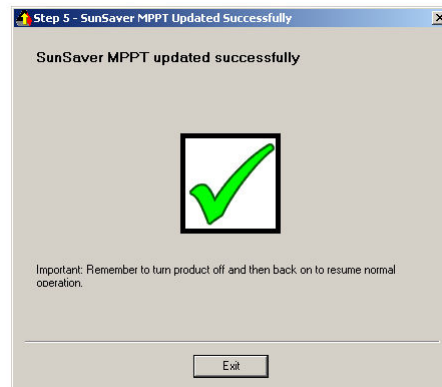 Step 5 - SunSaver MPPT Updated Successfully
SunSaver MPPT updated successfully
Important: Remember to turn product off and then back on to resume normal
operation.
Exit